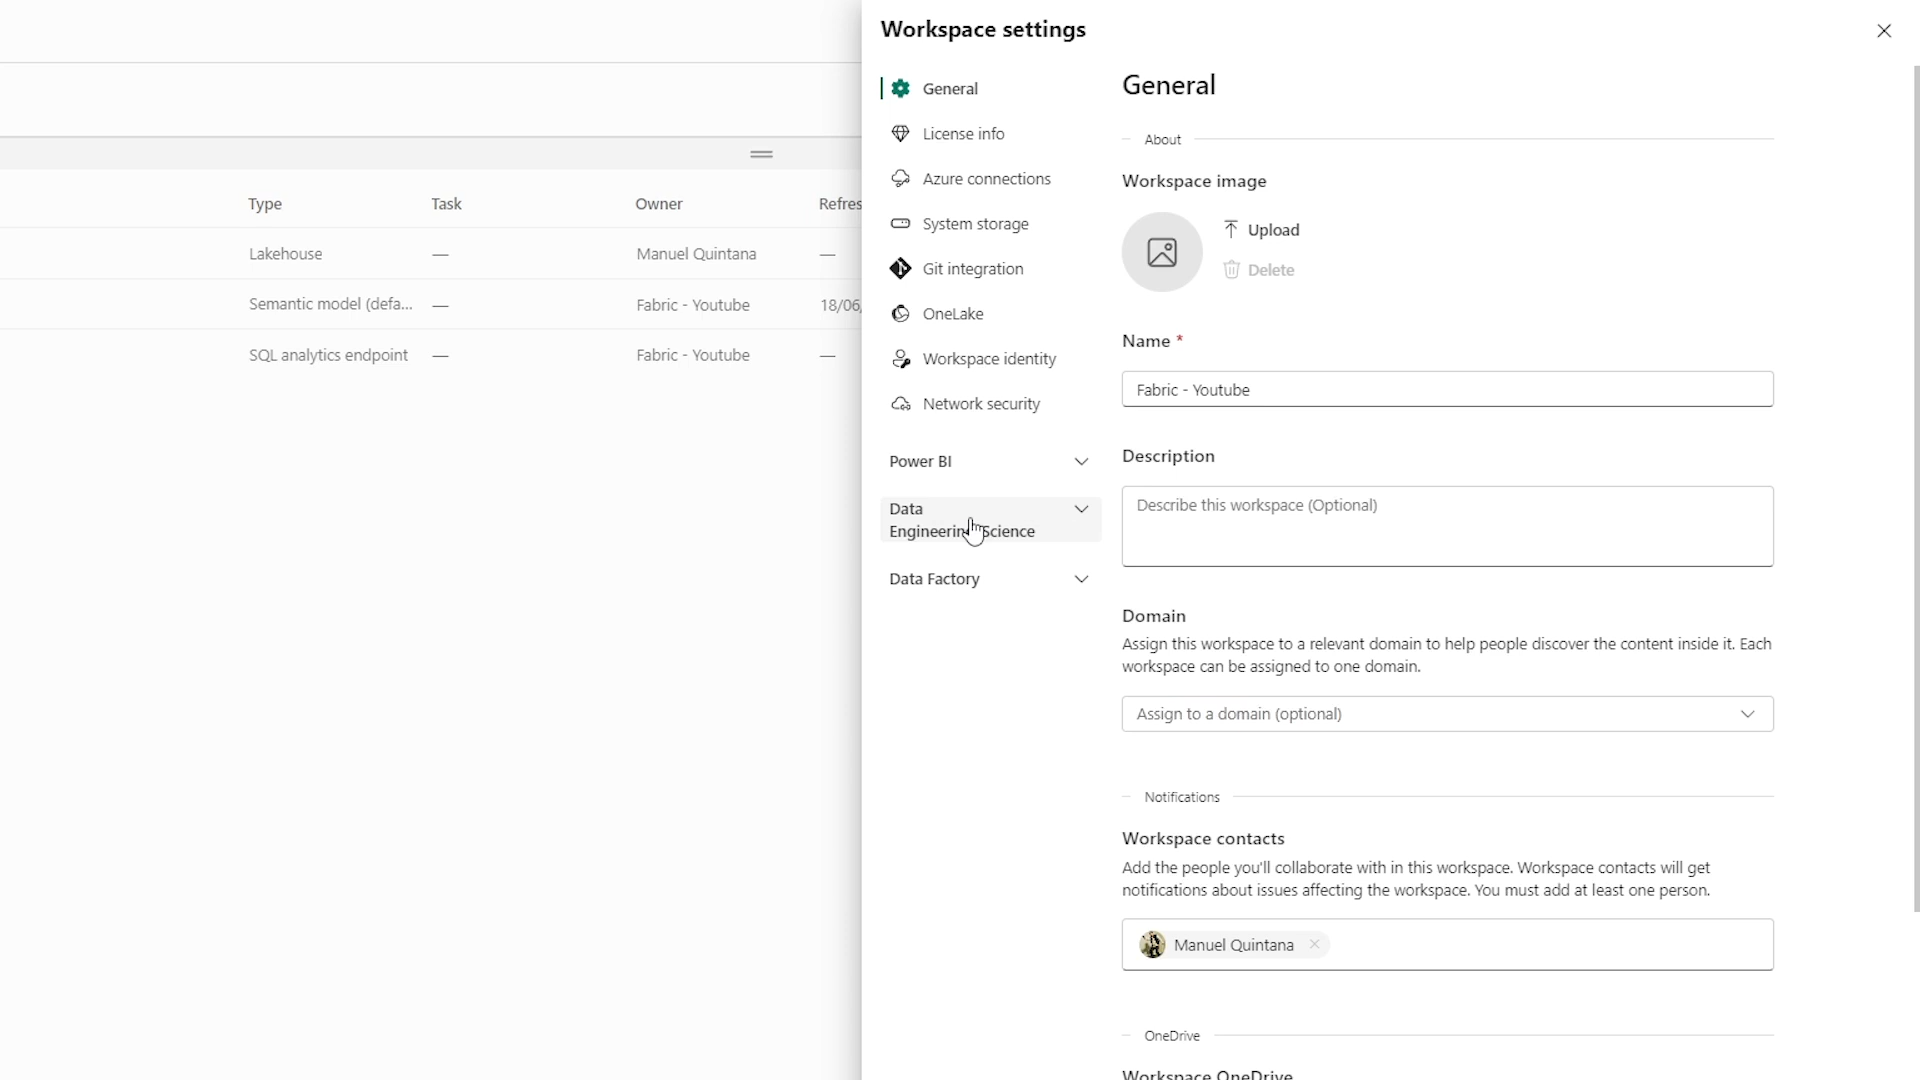 Workspace settings
General
License info
Azure connections
System storage
Git integration
OneLake
Workspace identity
Network security
Power BI
Data
Engineering/Science
Data Factory
General
About
Workspace image
Upload
Delete
Name *
Fabric - Youtube
Description
Describe this workspace (Optional)
Domain
Assign this workspace to a relevant domain to help people discover the content inside it. Each
workspace can be assigned to one domain.
Assign to a domain (optional)
Notifications
Workspace contacts
Add the people you'll collaborate with in this workspace. Workspace contacts will get
notifications about issues affecting the workspace. You must add at least one person.
Manuel Quintana
OneDrive
Workspace OneDrive
Type Task Owner Refres
Lakehouse — Manuel Quintana —
Semantic model (defa... — Fabric - Youtube 18/06/
SQL analytics endpoint — Fabric - Youtube —